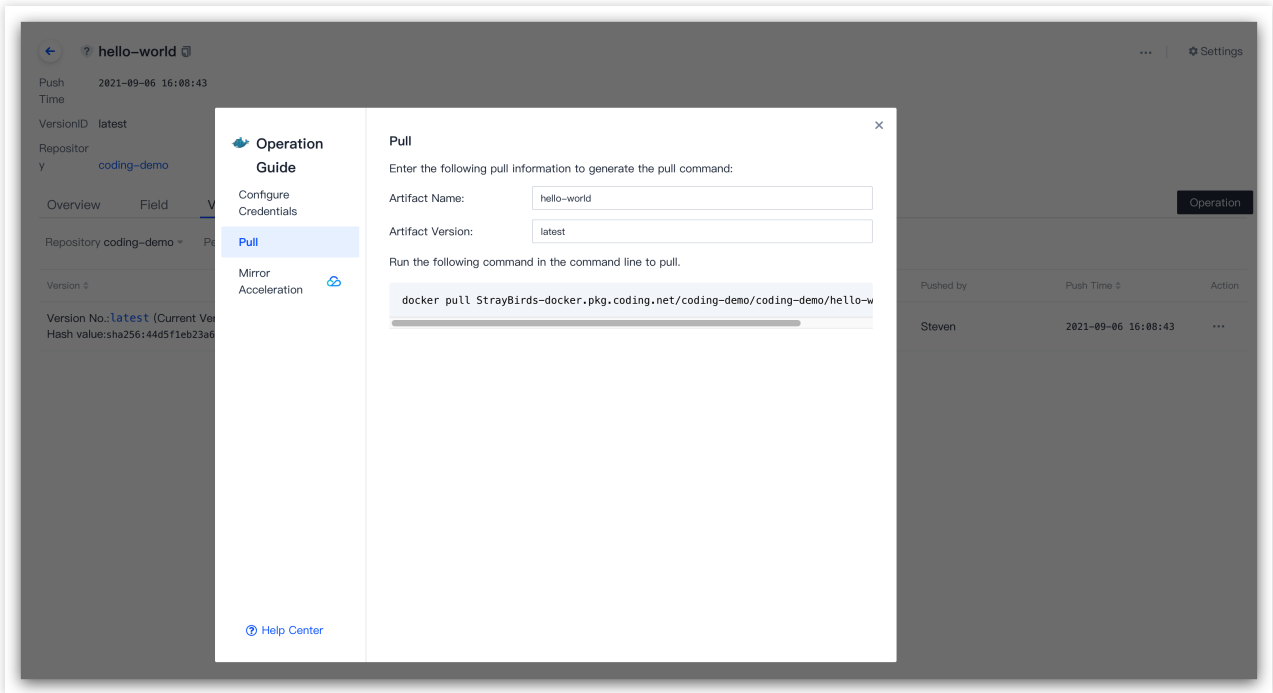 hello-world
Settings
Push Time
2021-09-06 16:08:43
VersionID latest
Repository
coding-demo
Overview
Field
Operation
Repository coding-demo
Version
Pushed by
Push Time
Action
Version No.:latest (Current Ver
Hash value:sha256:44d5f1eb23a6
Steven
2021-09-06 16:08:43
Operation
Guide
Configure
Credentials
Pull
Mirror
Acceleration
Help Center
Pull
Enter the following pull information to generate the pull command:
Artifact Name:
hello-world
Artifact Version:
latest
Run the following command in the command line to pull.
docker pull StrayBirds-docker.pkg.coding.net/coding-demo/coding-demo/hello-w